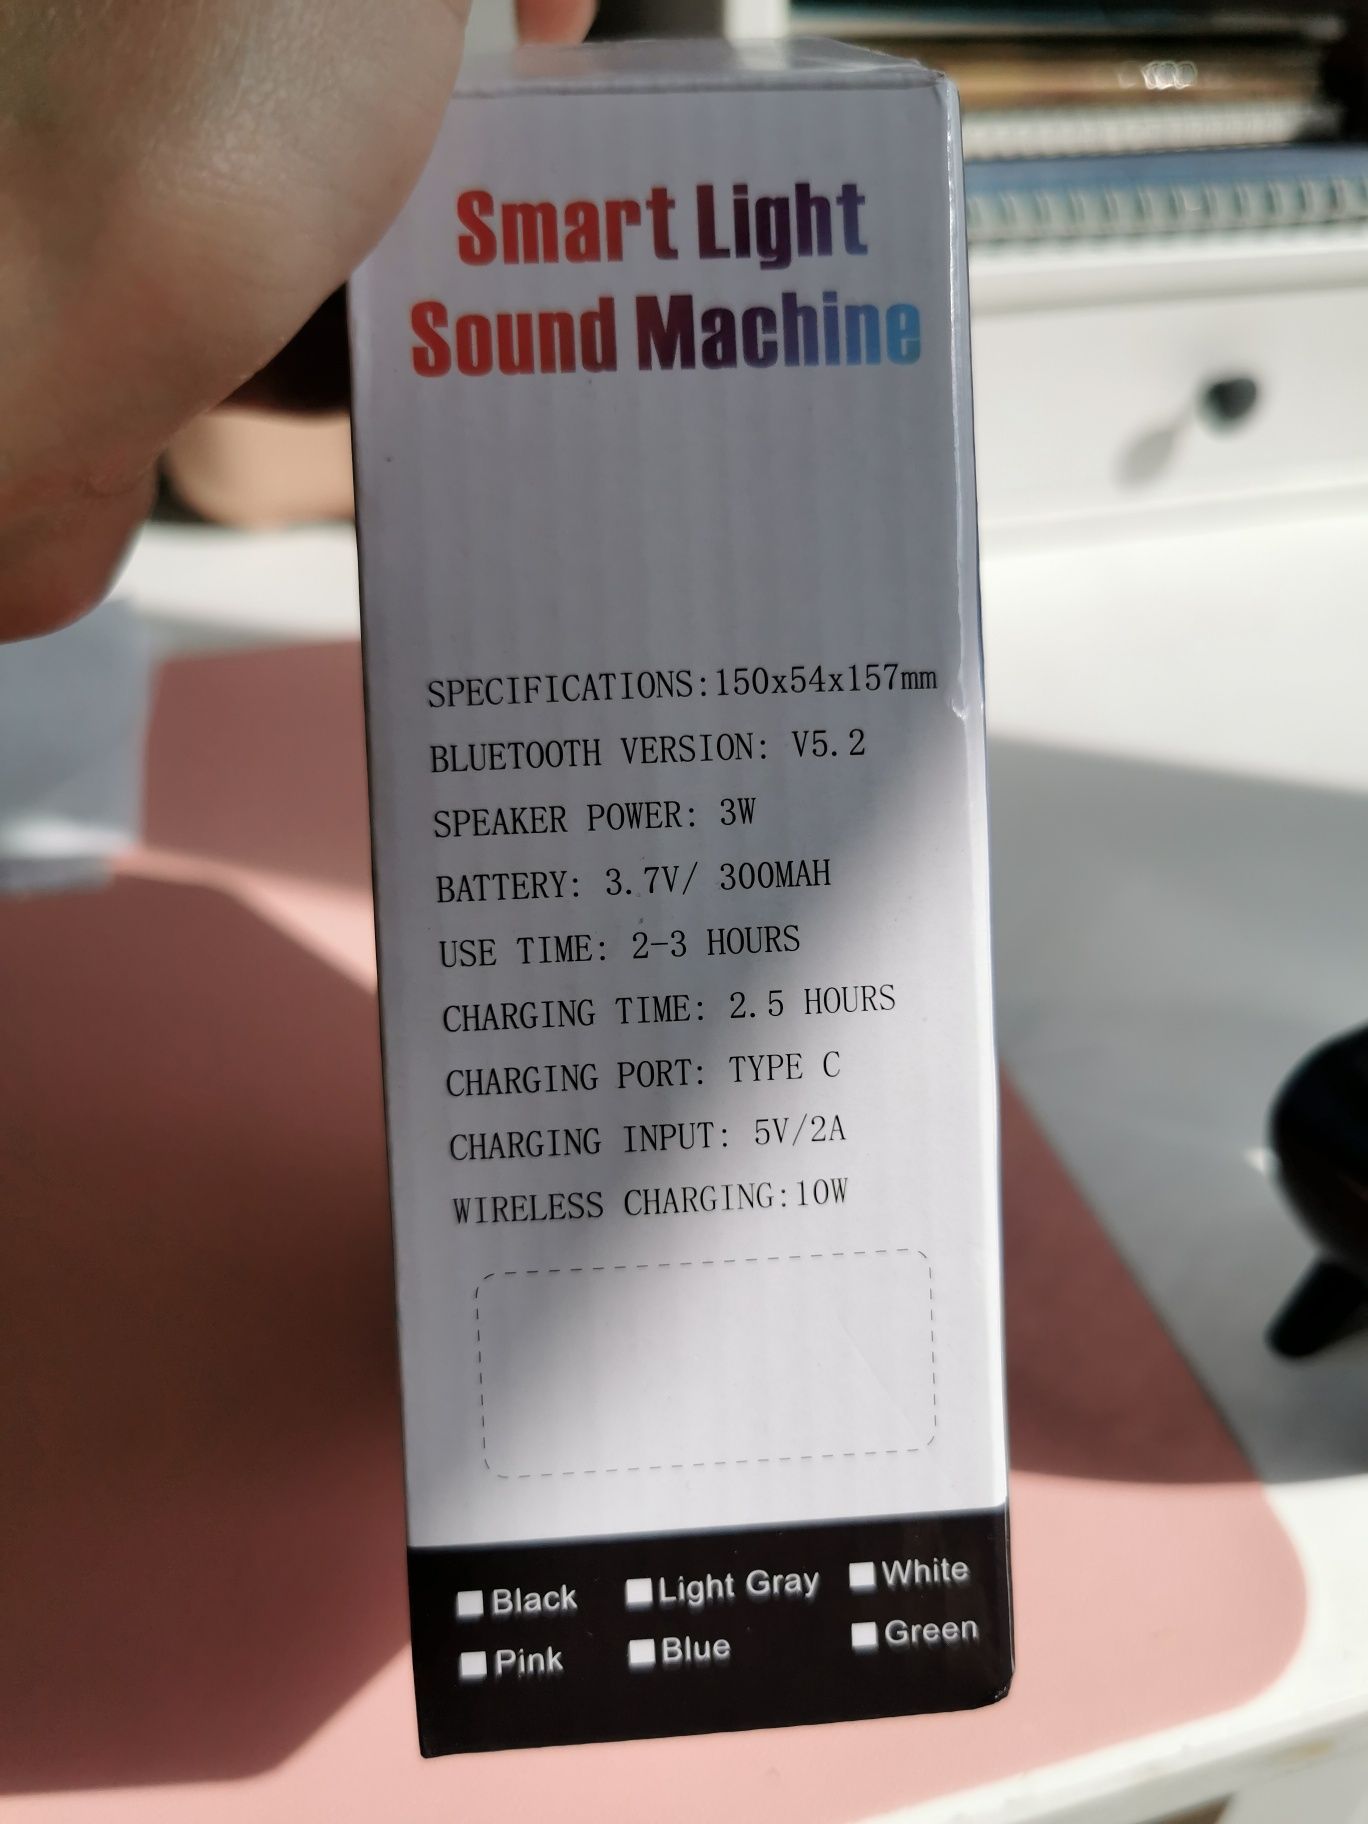 Smart Light
Sound Machine
SPECIFICATIONS:150x54x157mm
BLUETOOTH VERSION: V5.2
SPEAKER POWER: 3W
BATTERY: 3.7V/ 300MAH
USE TIME: 2-3 HOURS
CHARGING TIME: 2.5 HOURS
CHARGING PORT: TYPE C
CHARGING INPUT: 5V/2A
WIRELESS CHARGING:10W
Black Light Gray White
Pink Blue Green